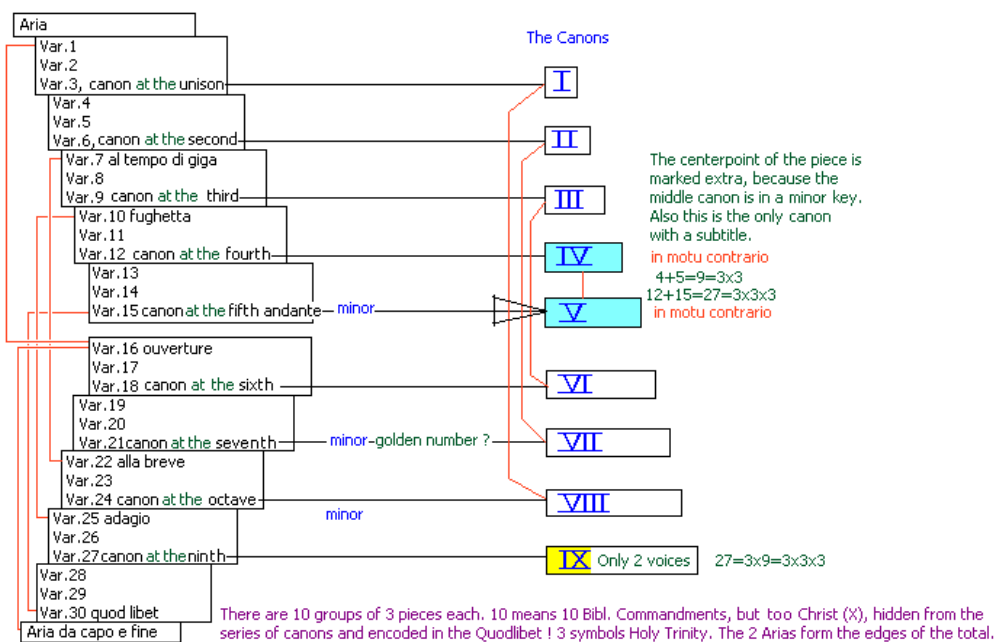 Aria
The Canons
Var.1
Var.2
Var.3, canon at the unison
I
Var.4
Var.5
Var.6, canon at the second
II
Var.7 al tempo di giga
Var.8
Var.9 canon at the third
III
The centerpoint of the piece is
marked extra, because the
middle canon is in a minor key.
Also this is the only canon
with a subtitle.
Var.10 fughetta
Var.11
Var.12 canon at the fourth
IV
in motu contrario
4+5=9=3x3
12+15=27=3x3x3
in motu contrario
Var.13
Var.14
Var.15 canon at the fifth andante
minor
V
Var.16 ouverture
Var.17
Var.18 canon at the sixth
VI
Var.19
Var.20
Var.21canon at the seventh
minor-golden number ?
VII
Var.22 alla breve
Var.23
Var.24 canon at the octave
VIII
minor
Var.25 adagio
Var.26
Var.27canon at theninth
IX Only 2 voices
27=3x9=3x3x3
Var.28
Var.29
Var.30 quod libet
Aria da capo e fine
There are 10 groups of 3 pieces each. 10 means 10 Bibl. Commandments, but too Christ (X), hidden from the
series of canons and encoded in the Quodlibet ! 3 symbols Holy Trinity. The 2 Arias form the edges of the total.